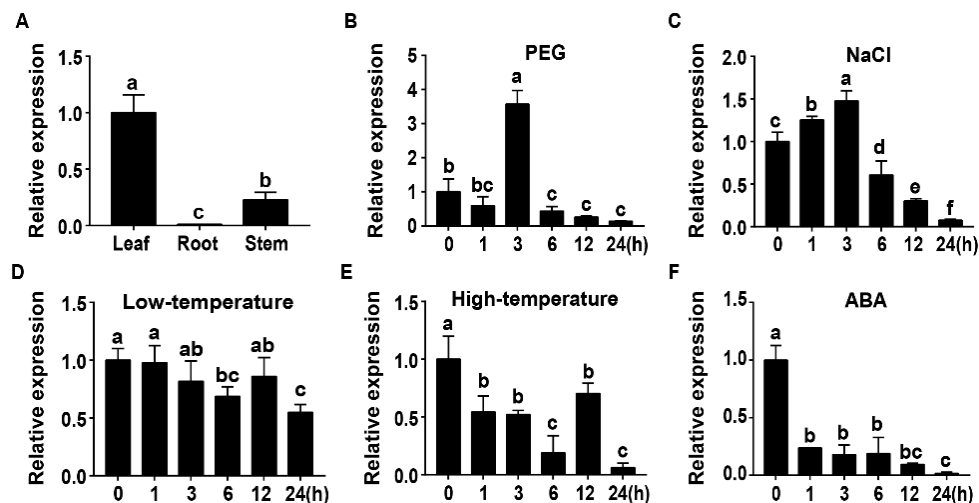 A
Relative expression
1.5
1.0
0.5
0.0
a
c
b
Leaf Root Stem
B
PEG
Relative expression
5
4
3
2
1
0
b
bc
a
c
c
c
0 1 3 6 12 24(h)
C
NaCl
Relative expression
2.0
1.5
1.0
0.5
0.0
c
b
a
d
e
f
0 1 3 6 12 24(h)
D
Low-temperature
Relative expression
1.5
1.0
0.5
0.0
a
a
ab
bc
ab
c
0 1 3 6 12 24(h)
E
High-temperature
Relative expression
1.5
1.0
0.5
0.0
a
b
b
c
b
c
0 1 3 6 12 24(h)
F
ABA
Relative expression
1.5
1.0
0.5
0.0
a
b
b
b
bc
c
0 1 3 6 12 24(h)